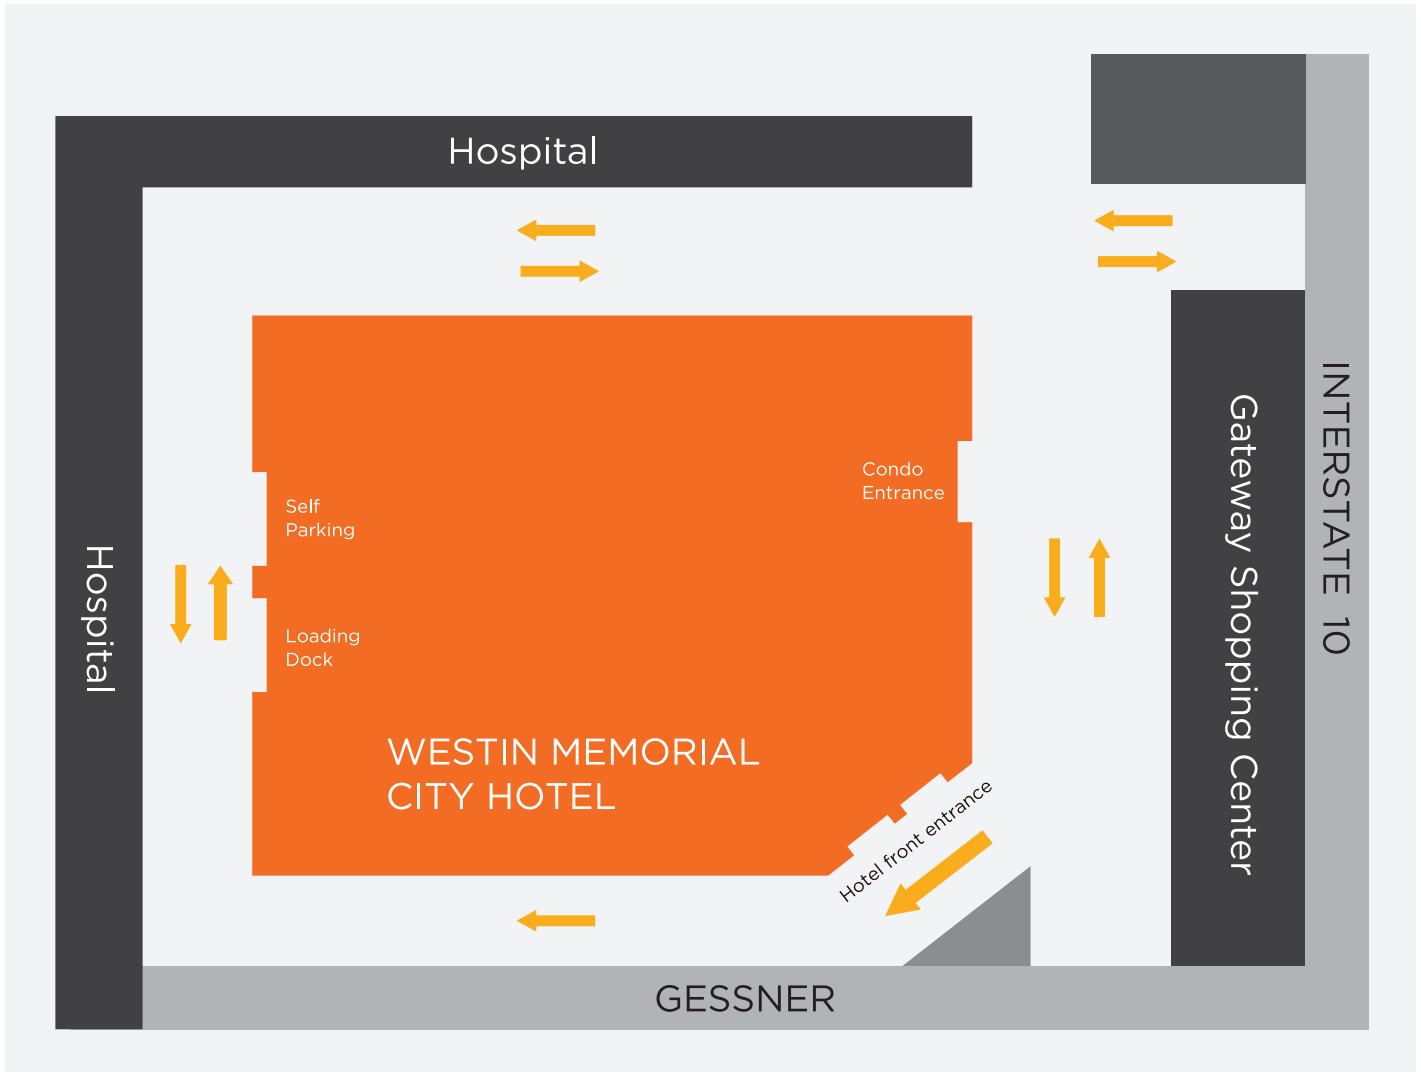 Hospital
Self
Parking
Condo
Entrance
Hospital
Loading
Dock
WESTIN MEMORIAL
CITY HOTEL
Hotel front entrance
Gateway Shopping Center
INTERSTATE 10
GESSNER